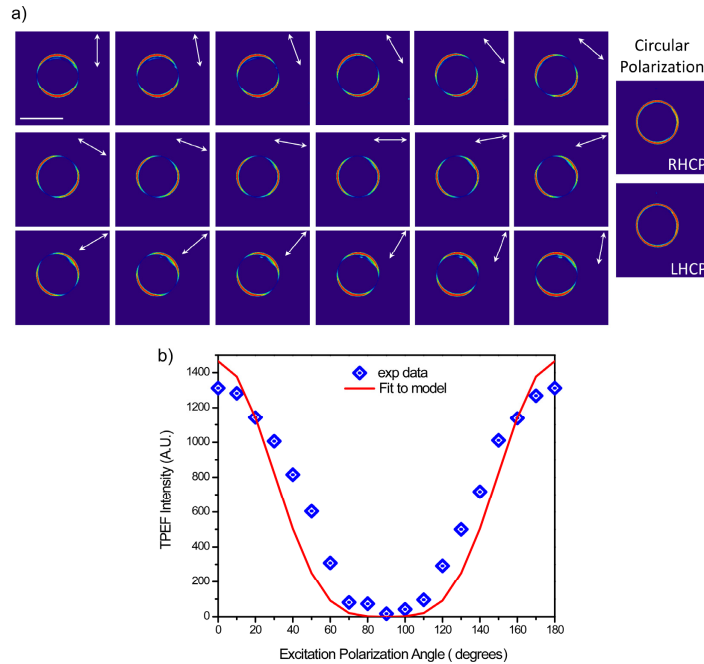 a)
Circular
Polarization
RHCP
LHCP
b)
exp data
Fit to model
TPEF Intensity (A.U.)
1400
1200
1000
800
600
400
200
0
0 20 40 60 80 100 120 140 160 180
Excitation Polarization Angle ( degrees)